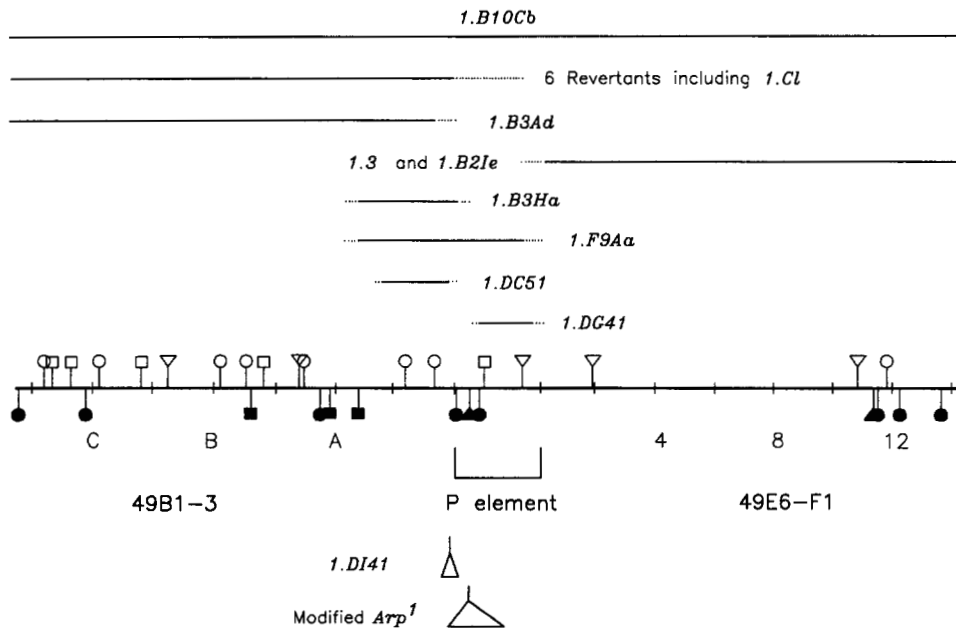 1.B10Cb
6 Revertants including 1.Cl
1.B3Ad
1.3 and 1.B2Ie
1.B3Ha
1.F9Aa
1.DC51
1.DG41
C B A 4 8 12
49B1-3 P element 49E6-F1
1.DI41
Modified Arp1